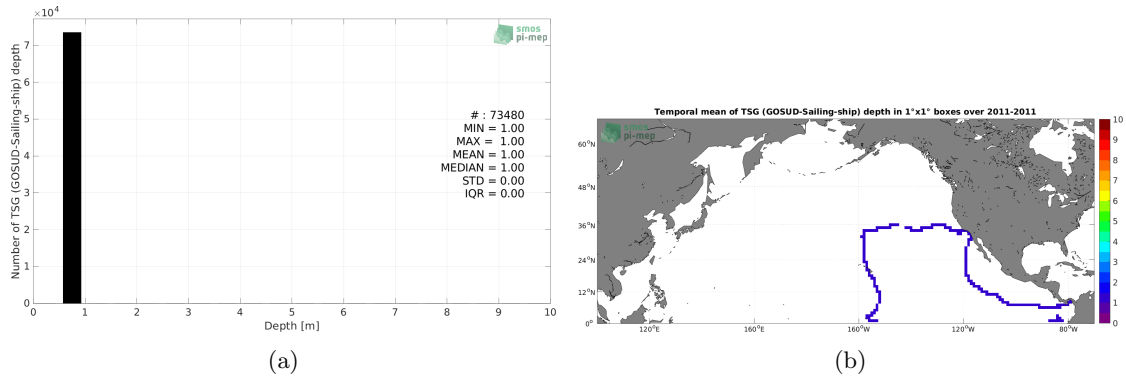 ×10⁴
smos
pi-mep
Number of TSG (GOSUD-Sailing-ship) depth
7
6
5
4
3
2
1
0
# : 73480
MIN = 1.00
MAX = 1.00
MEAN = 1.00
MEDIAN = 1.00
STD = 0.00
IQR = 0.00
0 1 2 3 4 5 6 7 8 9 10
Depth [m]
(a)
Temporal mean of TSG (GOSUD-Sailing-ship) depth in 1°x1° boxes over 2011-2011
smos
pi-mep
60°N
48°N
36°N
24°N
12°N
0°
120°E 160°E 160°W 120°W 80°W
10
9
8
7
6
5
4
3
2
1
0
(b)